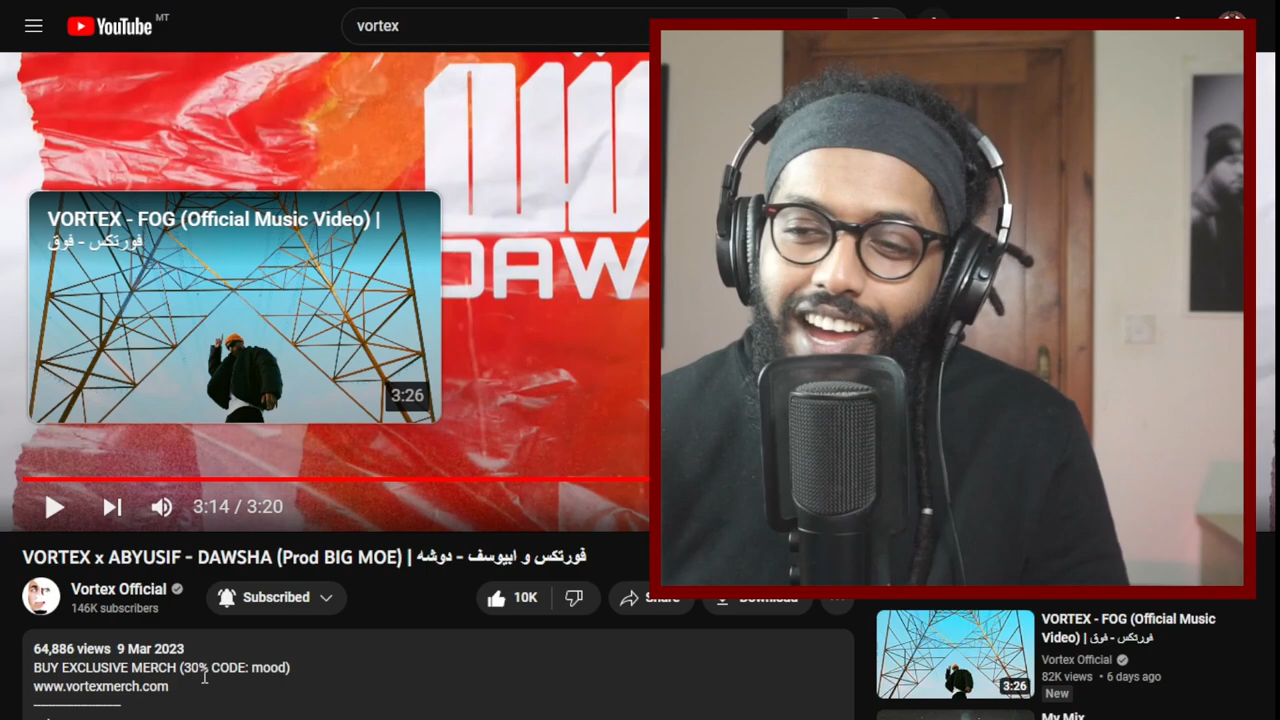 YouTube MT
vortex
DAW
VORTEX - FOG (Official Music Video) |
فورتكس - فوق
3:26
3:14 / 3:20
VORTEX x ABYUSIF - DAWSHA (Prod BIG MOE) | ڤورتكس و ابيوسف - دوشه
Vortex Official
146K subscribers
Subscribed
10K
Share
Download
64,886 views 9 Mar 2023
BUY EXCLUSIVE MERCH (30% CODE: mood)
www.vortexmerch.com
VORTEX - FOG (Official Music
Video) | فورتكس - فوق
Vortex Official
82K views • 6 days ago
New
3:26
My Mix